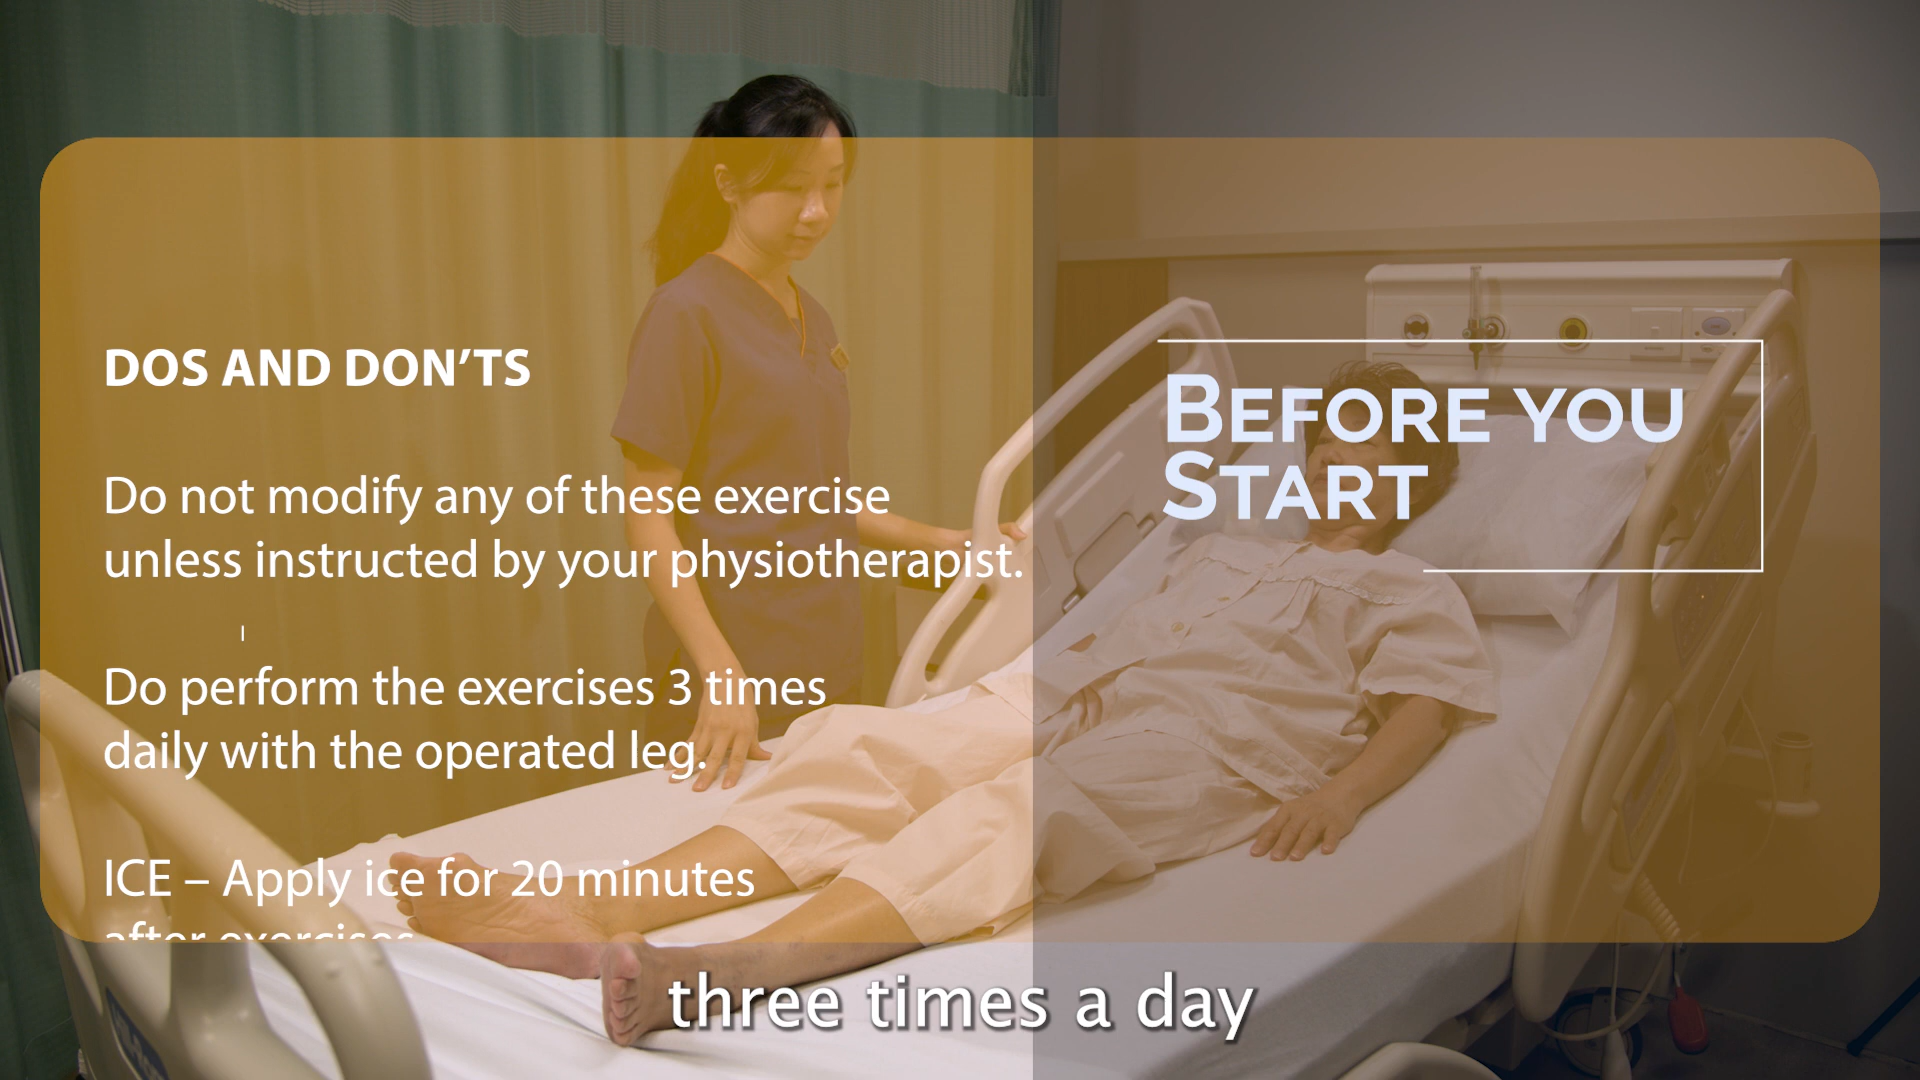 DOS AND DON'TS
Do not modify any of these exercise
unless instructed by your physiotherapist.
Do perform the exercises 3 times
daily with the operated leg.
ICE – Apply ice for 20 minutes
after exercises
BEFORE YOU
START
three times a day